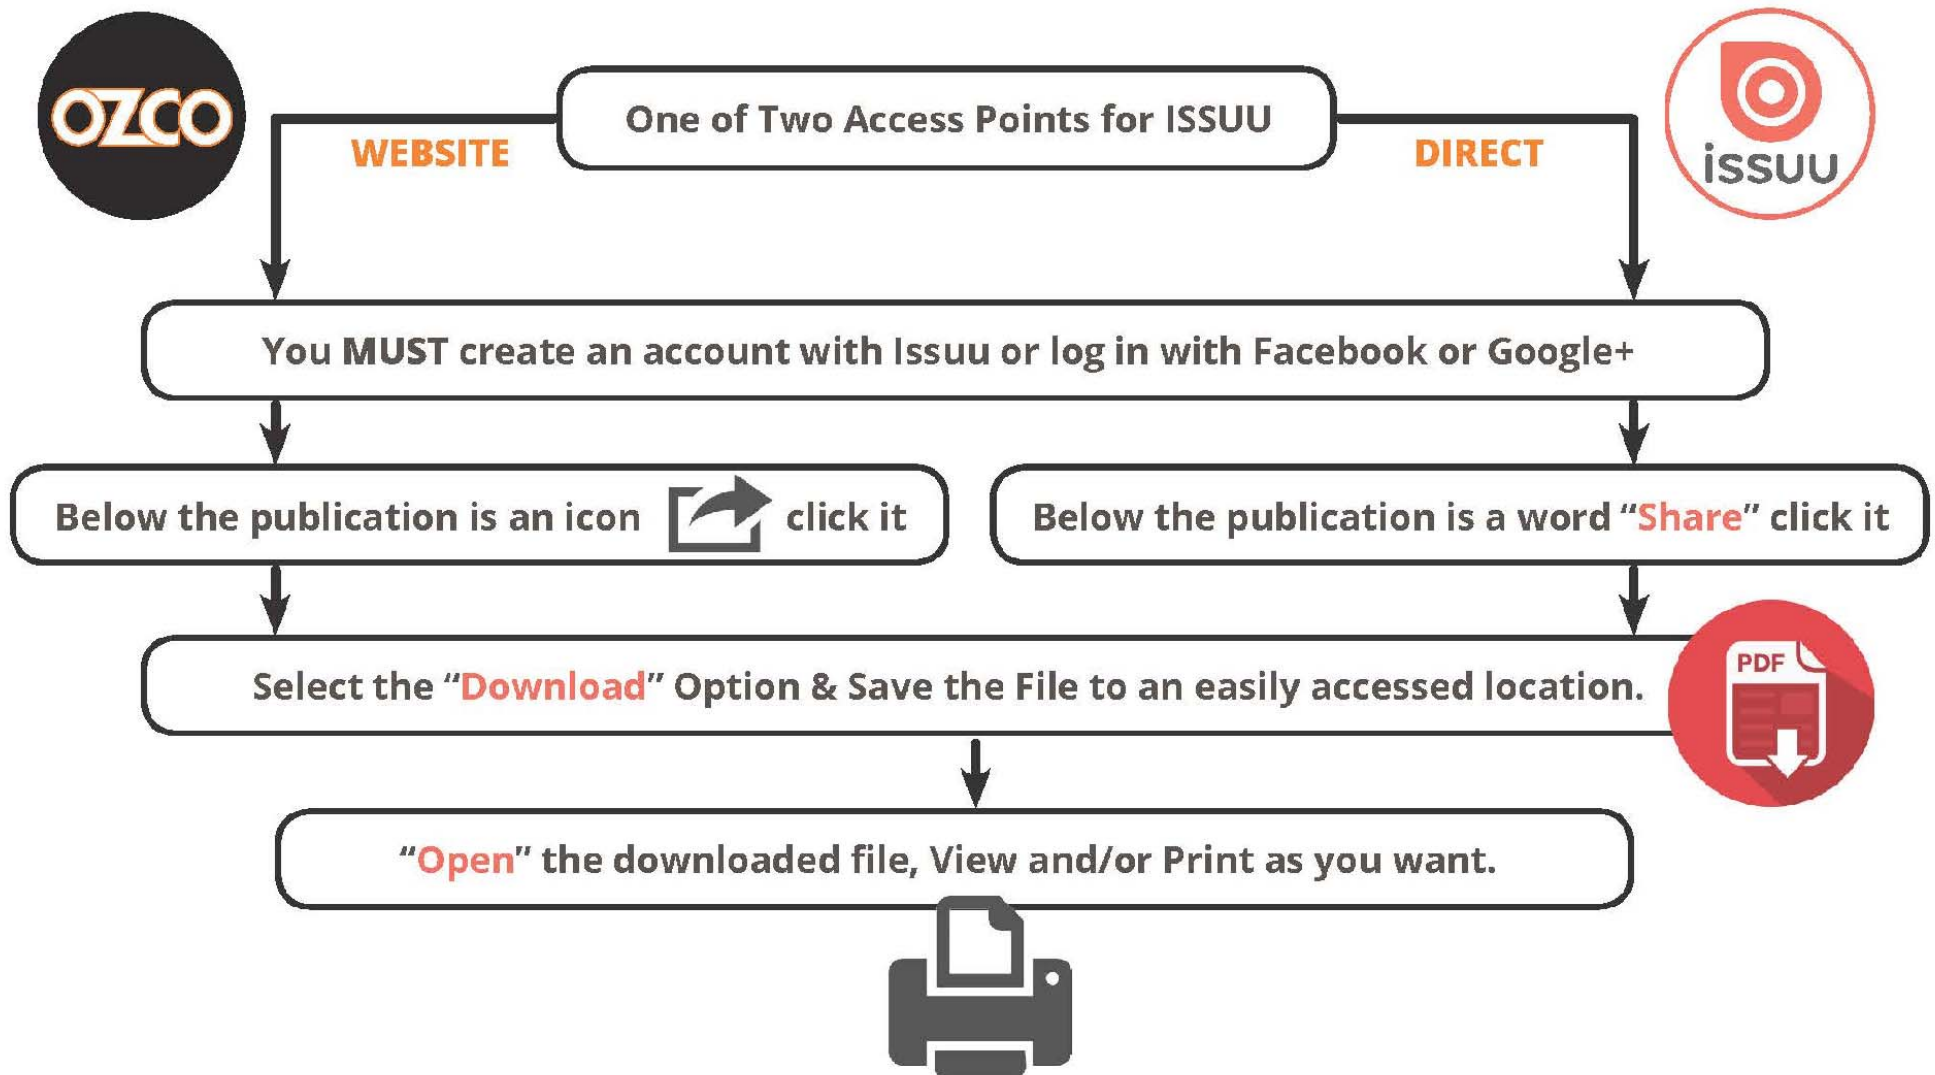 OZCO
One of Two Access Points for ISSUU
WEBSITE
DIRECT
issuu
You MUST create an account with Issuu or log in with Facebook or Google+
Below the publication is an icon click it
Below the publication is a word “Share” click it
Select the “Download” Option & Save the File to an easily accessed location.
PDF
“Open” the downloaded file, View and/or Print as you want.